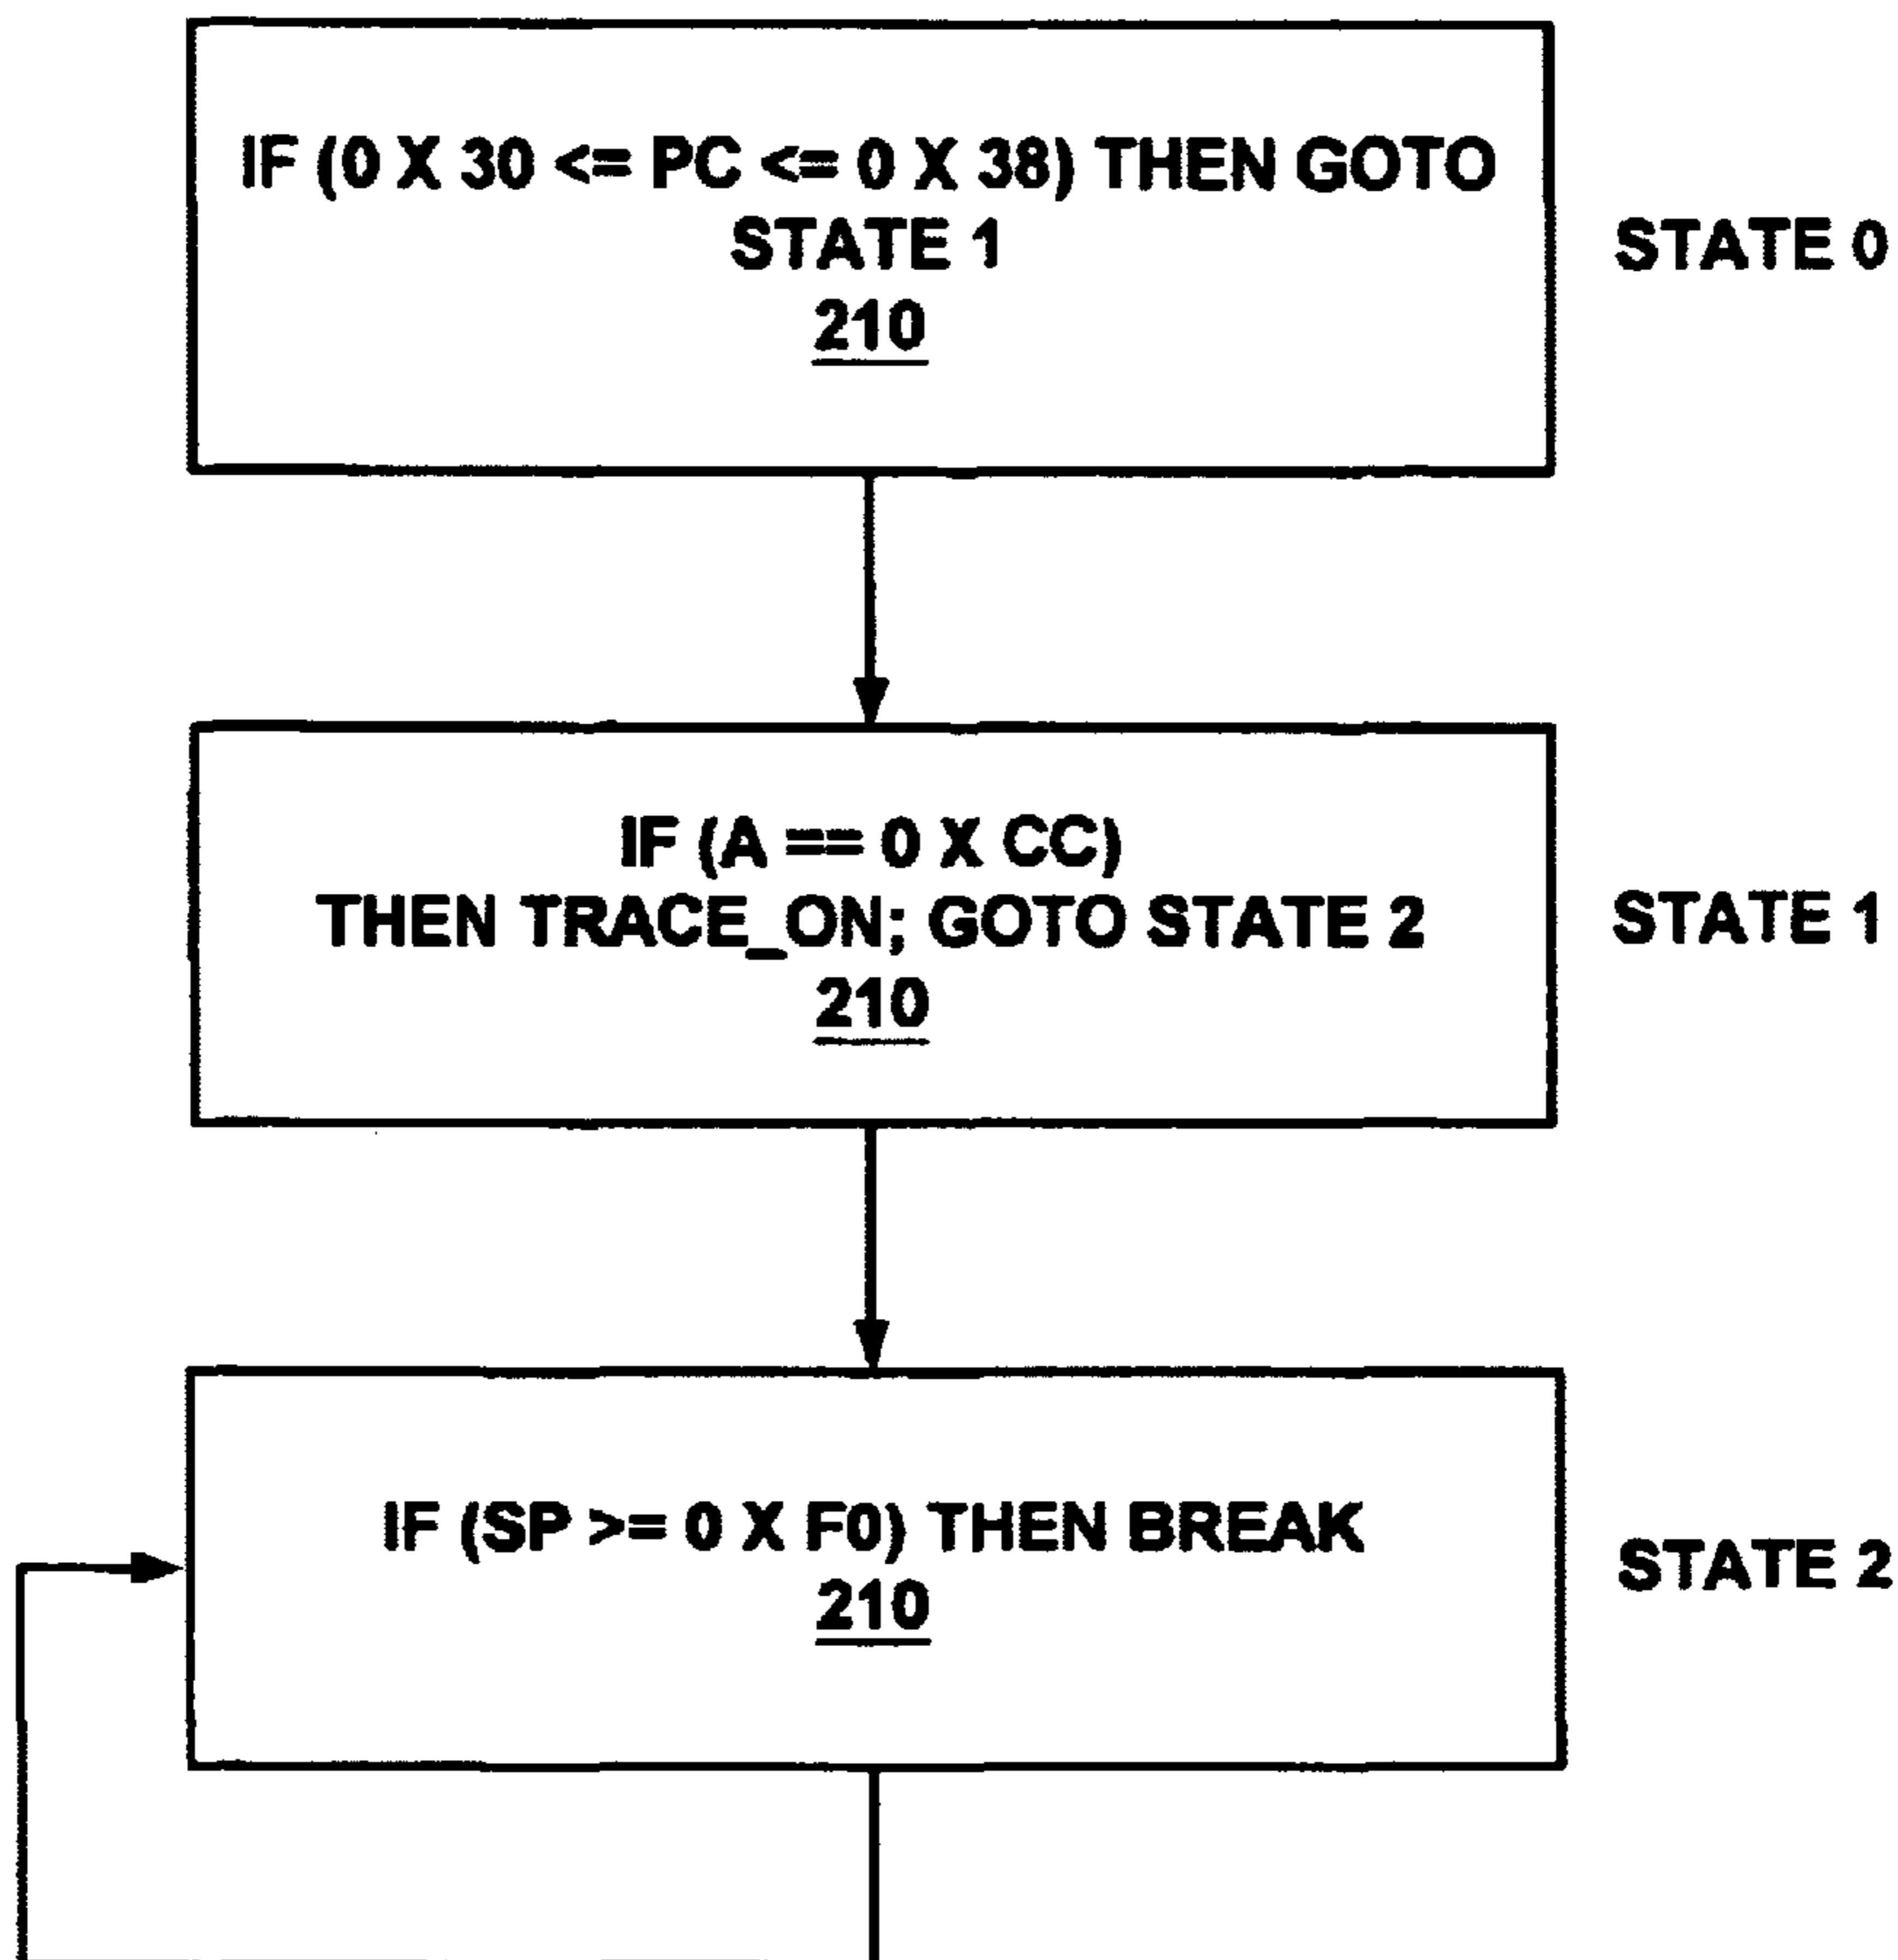 IF (0 X 30 <= PC <= 0 X 38) THEN GOTO
STATE 1
210
STATE 0
IF (A == 0 X CC)
THEN TRACE_ON; GOTO STATE 2
210
STATE 1
IF (SP >= 0 X F0) THEN BREAK
210
STATE 2